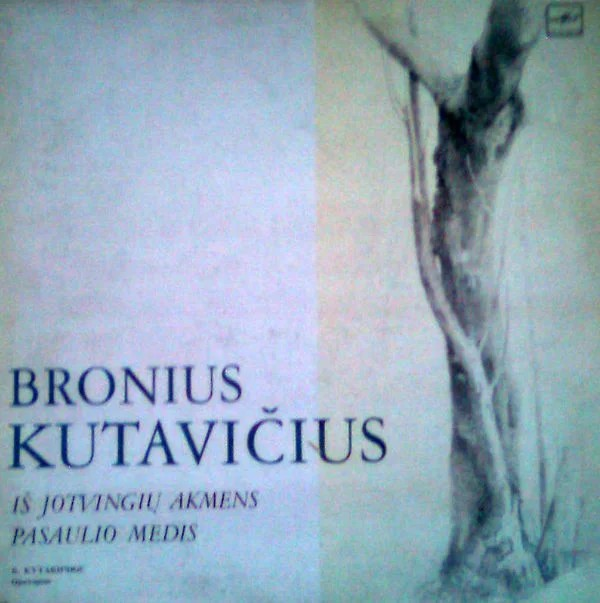 BRONIUS
KUTAVIČIUS
IŠ JOTVINGIŲ AKMENS
PASAULIO MEDIS